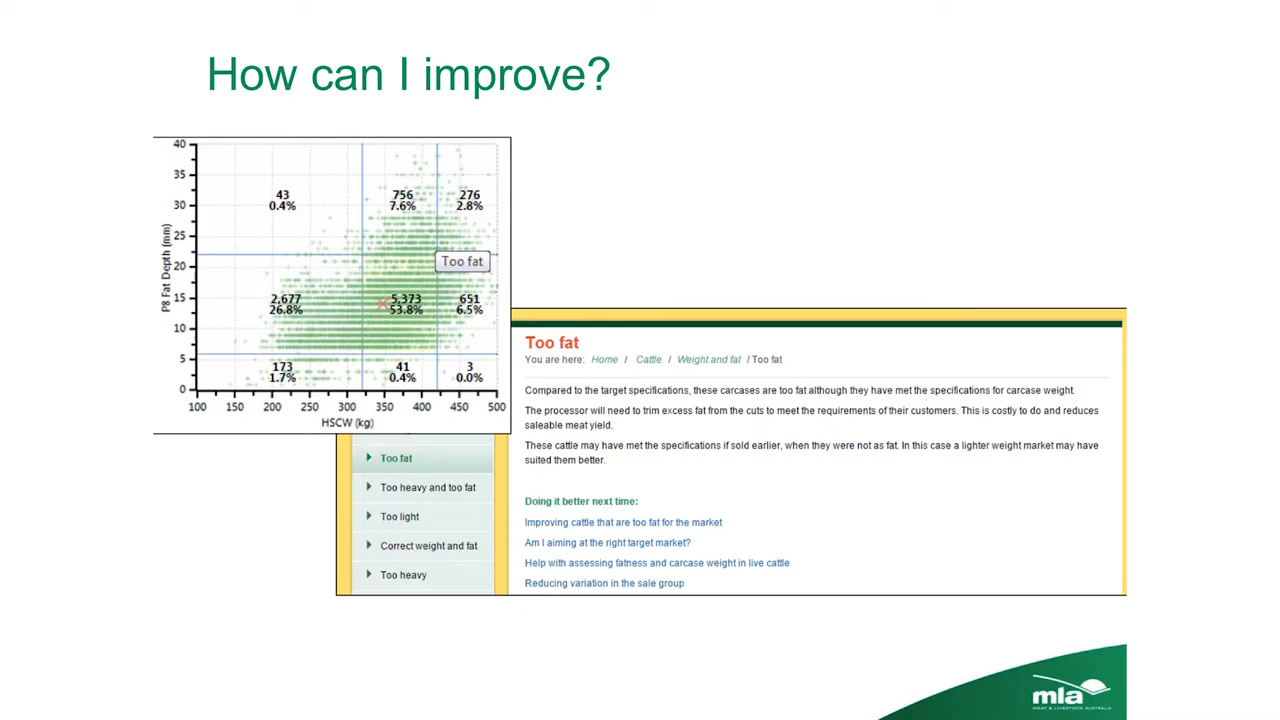 How can I improve?
40
35
30
25
20
15
10
5
0
P8 Fat Depth (mm)
43
0.4%
756
7.6%
276
2.8%
Too fat
2,677
26.8%
5,373
53.8%
651
6.5%
173
1.7%
41
0.4%
3
0.0%
100 150 200 250 300 350 400 450 500
HSCW (kg)
Too fat
Too heavy and too fat
Too light
Correct weight and fat
Too heavy
Too fat
You are here: Home / Cattle / Weight and fat / Too fat
Compared to the target specifications, these carcases are too fat although they have met the specifications for carcase weight.
The processor will need to trim excess fat from the cuts to meet the requirements of their customers. This is costly to do and reduces
saleable meat yield.
These cattle may have met the specifications if sold earlier, when they were not as fat. In this case a lighter weight market may have
suited them better.
Doing it better next time:
Improving cattle that are too fat for the market
Am I aiming at the right target market?
Help with assessing fatness and carcase weight in live cattle
Reducing variation in the sale group
mla
MEAT & LIVESTOCK AUSTRALIA